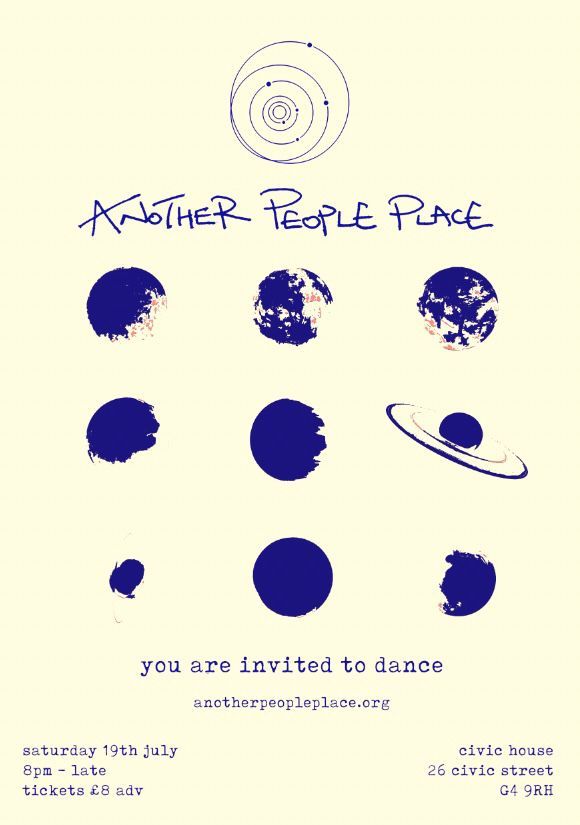 ANOTHER PEOPLE PLACE
you are invited to dance
anotherpeopleplace.org
saturday 19th july
8pm - late
tickets £8 adv
civic house
26 civic street
G4 9RH